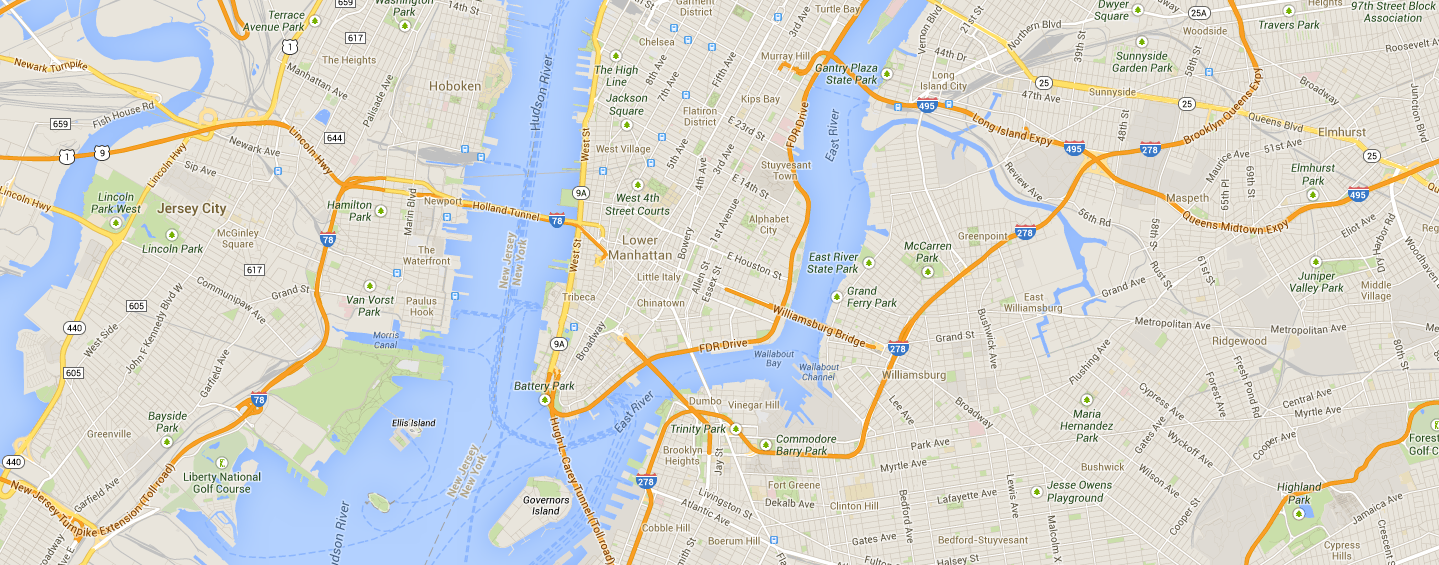 Terrace
Avenue Park
659
617
1
Washington
Park
14th St
Garment
District
Turtle Bay
3rd Ave
Chelsea
8th Ave
7th Ave
Fifth Ave
Murray Hill
Gantry Plaza
State Park
Vernon Blvd
21st St
44th Dr
Northern Blvd
39th St
Dwyer
Square
25A
Woodside
Heights
Travers Park
97th Street Block
Association
Roosevelt Ave
Sunnyside
Garden Park
58th St
Newark Turnpike
The Heights
Manhattan Ave
Palisade Ave
Hoboken
Hudson River
The High
Line
Jackson
Square
Flatiron
District
Kips Bay
E 23rd St
FDR Drive
East River
Long
Island City
495
25
47th Ave
Sunnyside
25
48th St
Brooklyn Queens Expy
Broadway
Junction Blvd
Queens Blvd
Elmhurst
Fish House Rd
659
1
9
Newark Ave
Lincoln Hwy
644
Sip Ave
Lincoln Hwy
West St
West Village
5th Ave
4th Ave
3rd Ave
Stuyvesant
Town
E 14th St
Long Island Expy
495
278
51st Ave
25
Maurice Ave
Elmhurst
Park
Review Ave
65th Pl
69th St
495
Lincoln Hwy
Lincoln
Park West
Jersey City
Lincoln Park
McGinley
Square
Hamilton
Park
Marin Blvd
Newport
Holland Tunnel
78
9A
West 4th
Street Courts
1st Avenue
Alphabet
City
56th Rd
Maspeth
Queens Midtown Expy
Eliot Ave
78
The
Waterfront
New Jersey
New York
West St
Lower
Manhattan
Bowery
E Houston St
East River
State Park
McCarren
Park
Greenpoint
278
58th St
Rust St
61st St
Juniper
Valley Park
Dry Harbor Rd
Woodhaven
617
Communipaw Ave
Grand St
Van Vorst
Park
Paulus
Hook
Little Italy
Allen St
Essex St
Grand
Ferry Park
East
Williamsburg
Grand Ave
Middle
Village
605
John F Kennedy Blvd W
440
West Side
Tribeca
Chinatown
Broadway
Williamsburg Bridge
Metropolitan Ave
Metropolitan Ave
Morris
Canal
9A
FDR Drive
Wallabout
Bay
Wallabout
Channel
278
Grand St
Bushwick Ave
Flushing Ave
Ridgewood
80th St
605
Garfield Ave
78
Battery Park
Williamsburg
Lee Ave
Broadway
Forest Ave
Fresh Pond Rd
Central Ave
Myrtle Ave
Cypress Ave
Bayside
Park
Greenville
Ellis Island
East River
Dumbo
Vinegar Hill
Trinity Park
Commodore
Barry Park
Park Ave
Maria
Hernandez
Park
Gates Ave
Wyckoff Ave
Cooper Ave
Forest
Golf C
440
Liberty National
Golf Course
New Jersey
New York
Hugh L. Carey Tunnel (Toll road)
Brooklyn
Heights
Jay St
Myrtle Ave
Bushwick
Wilson Ave
New Jersey Turnpike Extension (Toll road)
Garfield Ave
Governors
Island
278
Fort Greene
Livingston St
Atlantic Ave
Dekalb Ave
Clinton Hill
Bedford Ave
Lafayette Ave
Lewis Ave
Jesse Owens
Playground
Highland
Park
Cooper St
Jamaica Ave
Broadway
Ave E
dson River
Cobble Hill
Boerum Hill
Smith St
Gates Ave
Fulton
Bedford-Stuyvesant
Halsey St
Malcolm X
Cypress
Hills
Crescent S